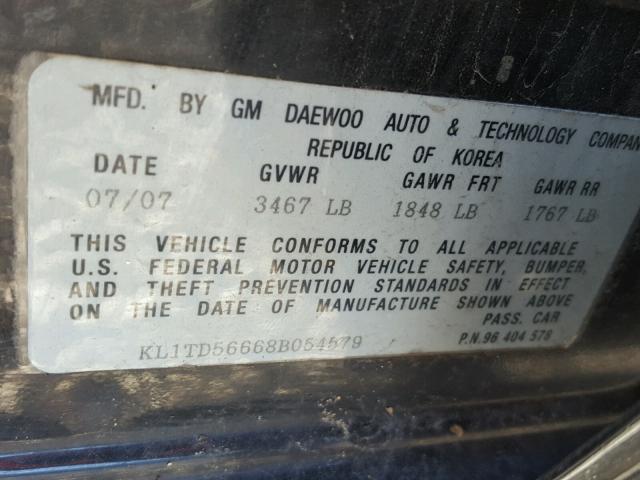 MFD. BY GM DAEWOO AUTO & TECHNOLOGY COMPAN
REPUBLIC OF KOREA
DATE GVWR GAWR FRT GAWR RR
07/07 3467 LB 1848 LB 1767 LB
THIS VEHICLE CONFORMS TO ALL APPLICABLE
U.S. FEDERAL MOTOR VEHICLE SAFETY, BUMPER,
AND THEFT PREVENTION STANDARDS IN EFFECT
ON THE DATE OF MANUFACTURE SHOWN ABOVE
PASS. CAR
KL1TD56668B054579 P.N.96 404 578